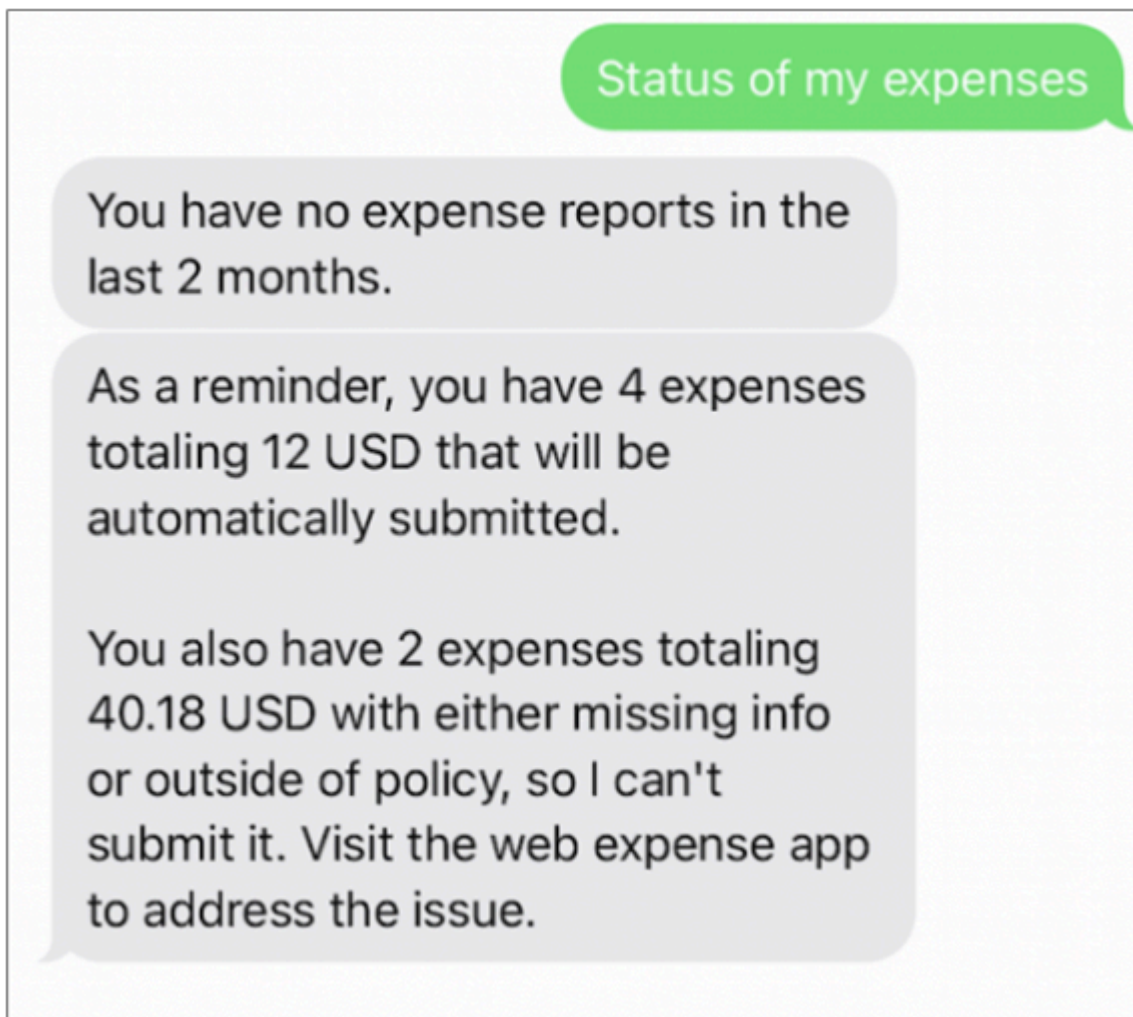 Status of my expenses
You have no expense reports in the
last 2 months.
As a reminder, you have 4 expenses
totaling 12 USD that will be
automatically submitted.
You also have 2 expenses totaling
40.18 USD with either missing info
or outside of policy, so I can't
submit it. Visit the web expense app
to address the issue.